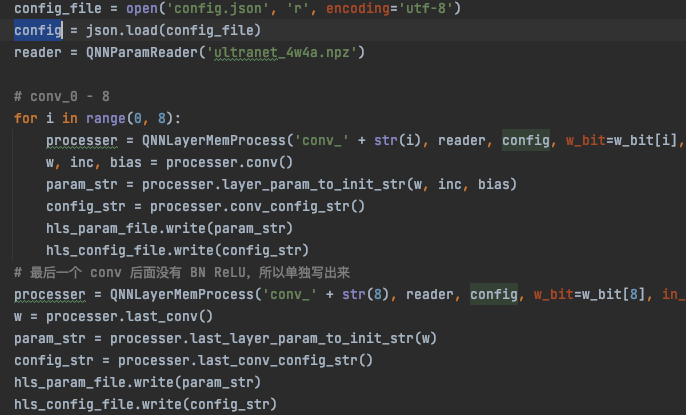 config_file = open('config.json', 'r', encoding='utf-8')
config = json.load(config_file)
reader = QNNParamReader('ultranet_4w4a.npz')
# conv_0 - 8
for i in range(0, 8):
processer = QNNLayerMemProcess('conv_' + str(i), reader, config, w_bit=w_bit[i],
w, inc, bias = processer.conv()
param_str = processer.layer_param_to_init_str(w, inc, bias)
config_str = processer.conv_config_str()
hls_param_file.write(param_str)
hls_config_file.write(config_str)
# 最后一个 conv 后面没有 BN ReLU，所以单独写出来
processer = QNNLayerMemProcess('conv_' + str(8), reader, config, w_bit=w_bit[8], in_
w = processer.last_conv()
param_str = processer.last_layer_param_to_init_str(w)
config_str = processer.last_conv_config_str()
hls_param_file.write(param_str)
hls_config_file.write(config_str)